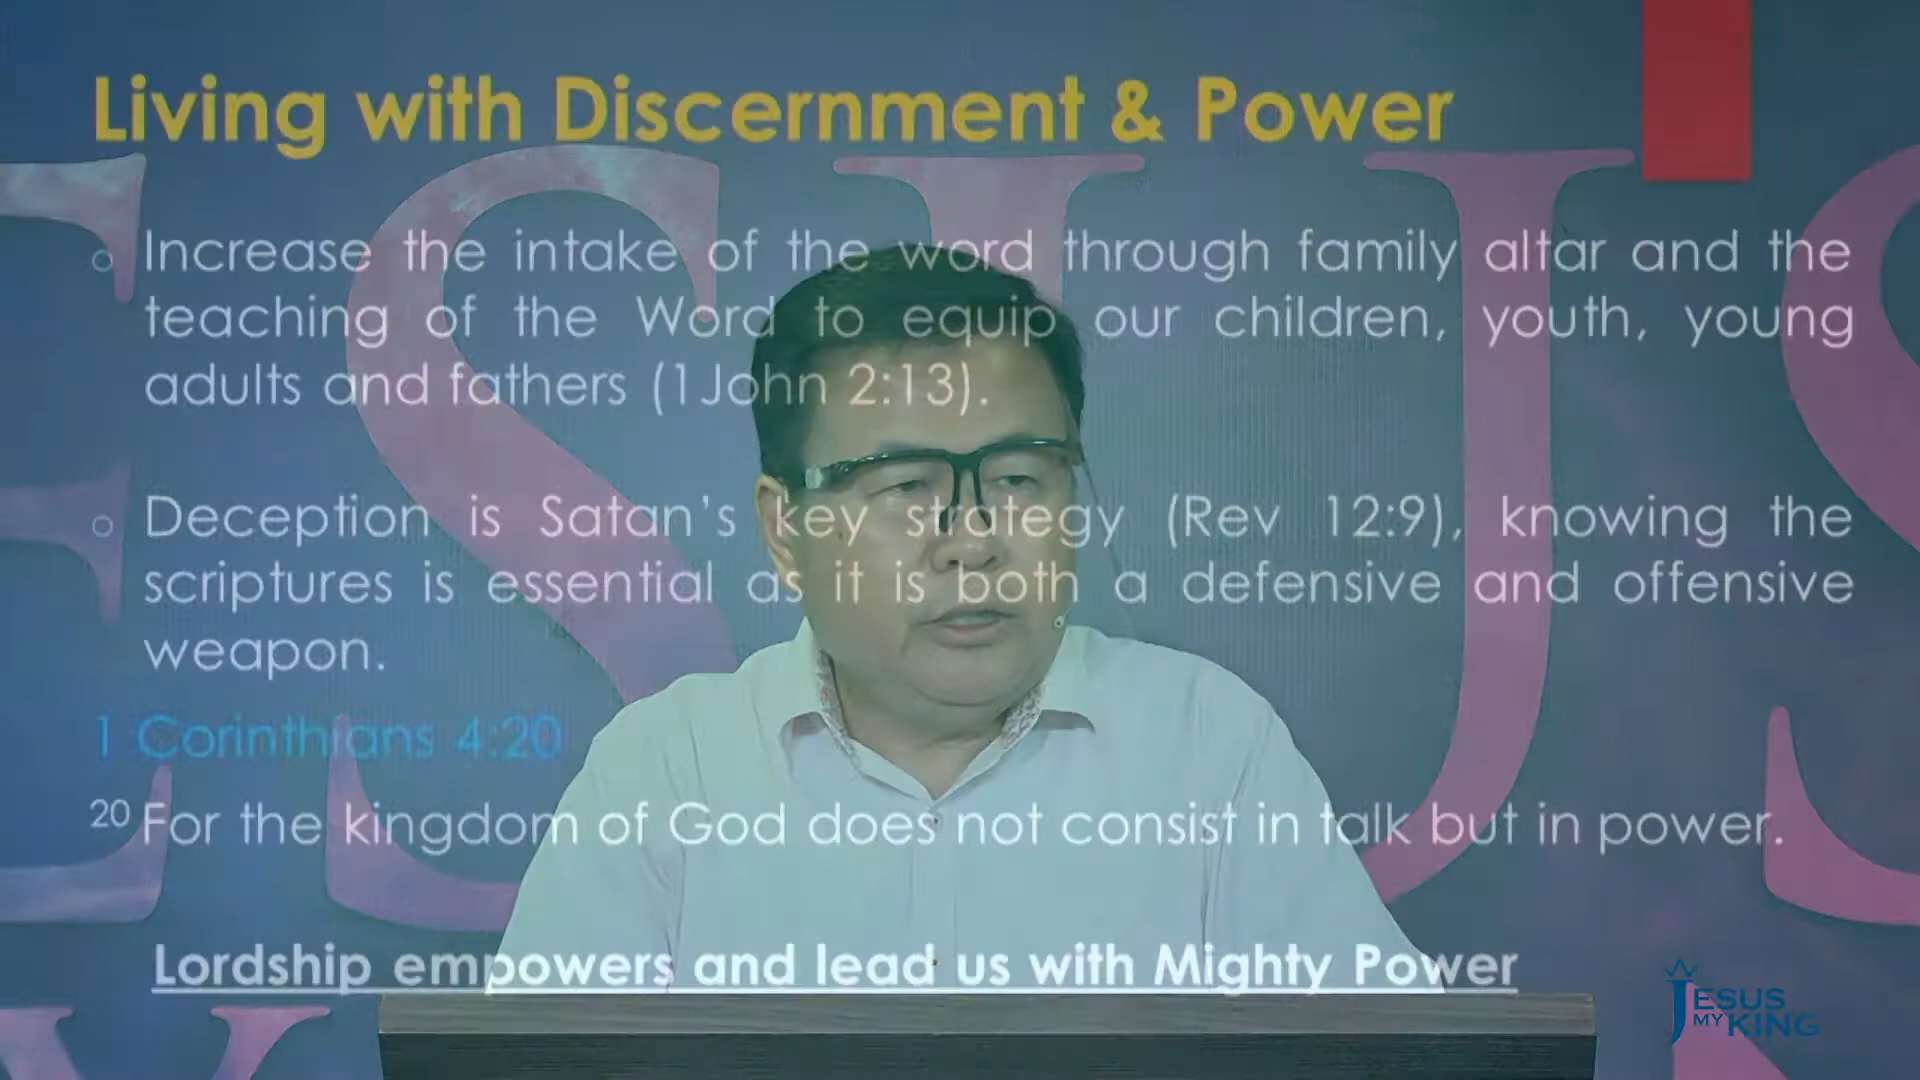 Living with Discernment & Power
o Increase the intake of the word through family altar and the
teaching of the Word to equip our children, youth, young
adults and fathers (1John 2:13).
o Deception is Satan's key strategy (Rev 12:9), knowing the
scriptures is essential as it is both a defensive and offensive
weapon.
1 Corinthians 4:20
20 For the kingdom of God does not consist in talk but in power.
Lordship empowers and lead us with Mighty Power
JESUS
MY KING